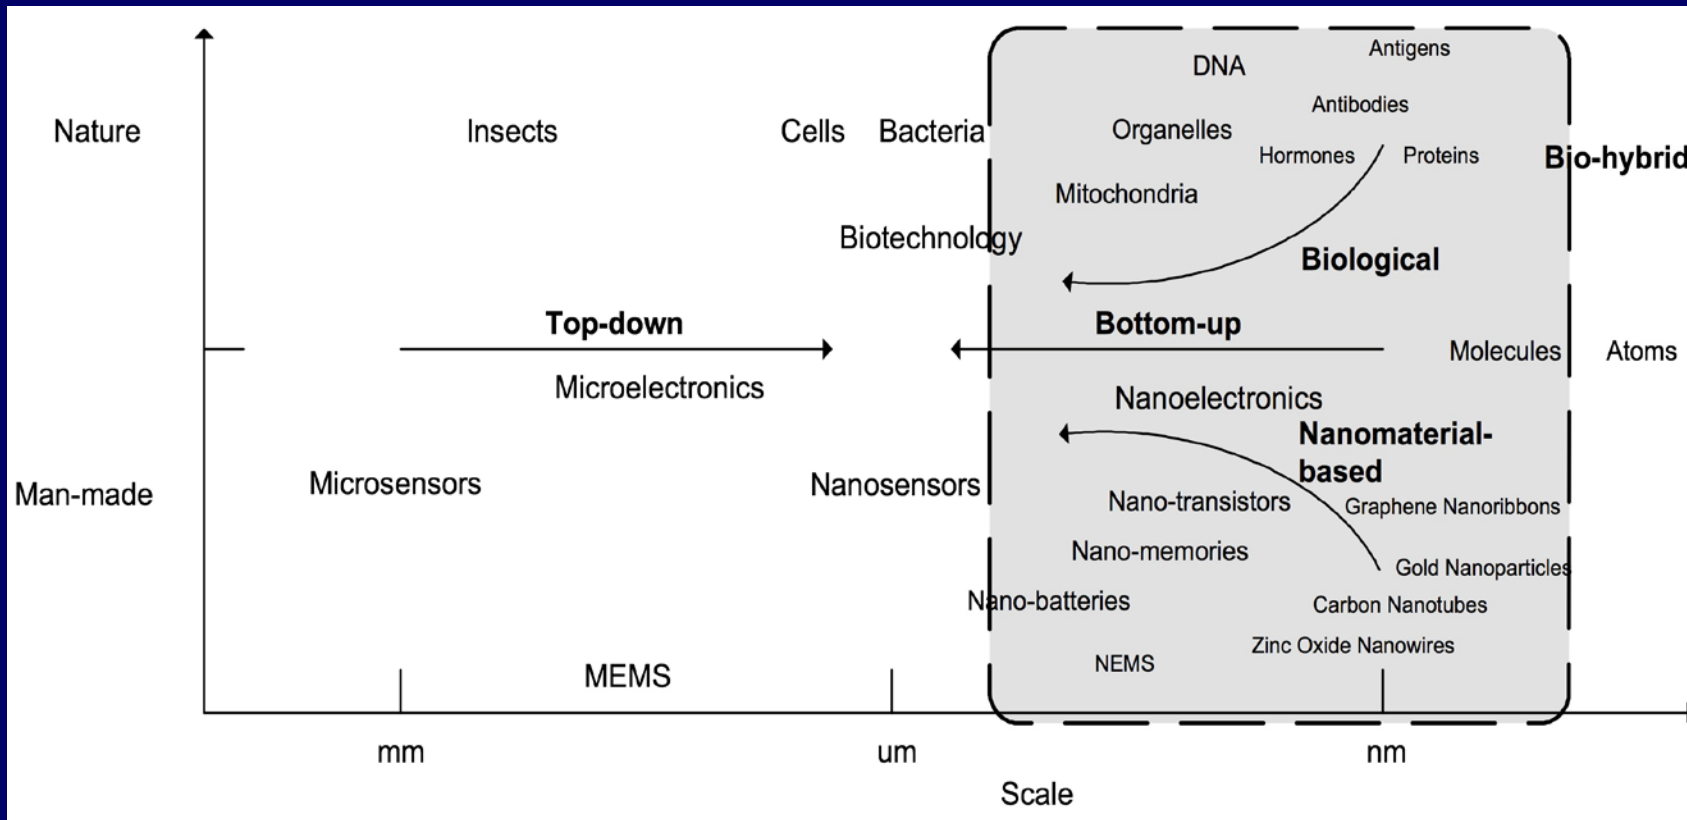 Antigens
DNA
Antibodies
Nature
Insects
Cells
Bacteria
Organelles
Hormones
Proteins
Bio-hybrid
Mitochondria
Biotechnology
Biological
Top-down
Bottom-up
Molecules
Atoms
Microelectronics
Nanoelectronics
Nanomaterial-
based
Man-made
Microsensors
Nanosensors
Nano-transistors
Graphene Nanoribbons
Nano-memories
Gold Nanoparticles
Nano-batteries
Carbon Nanotubes
Zinc Oxide Nanowires
NEMS
MEMS
mm
um
nm
Scale